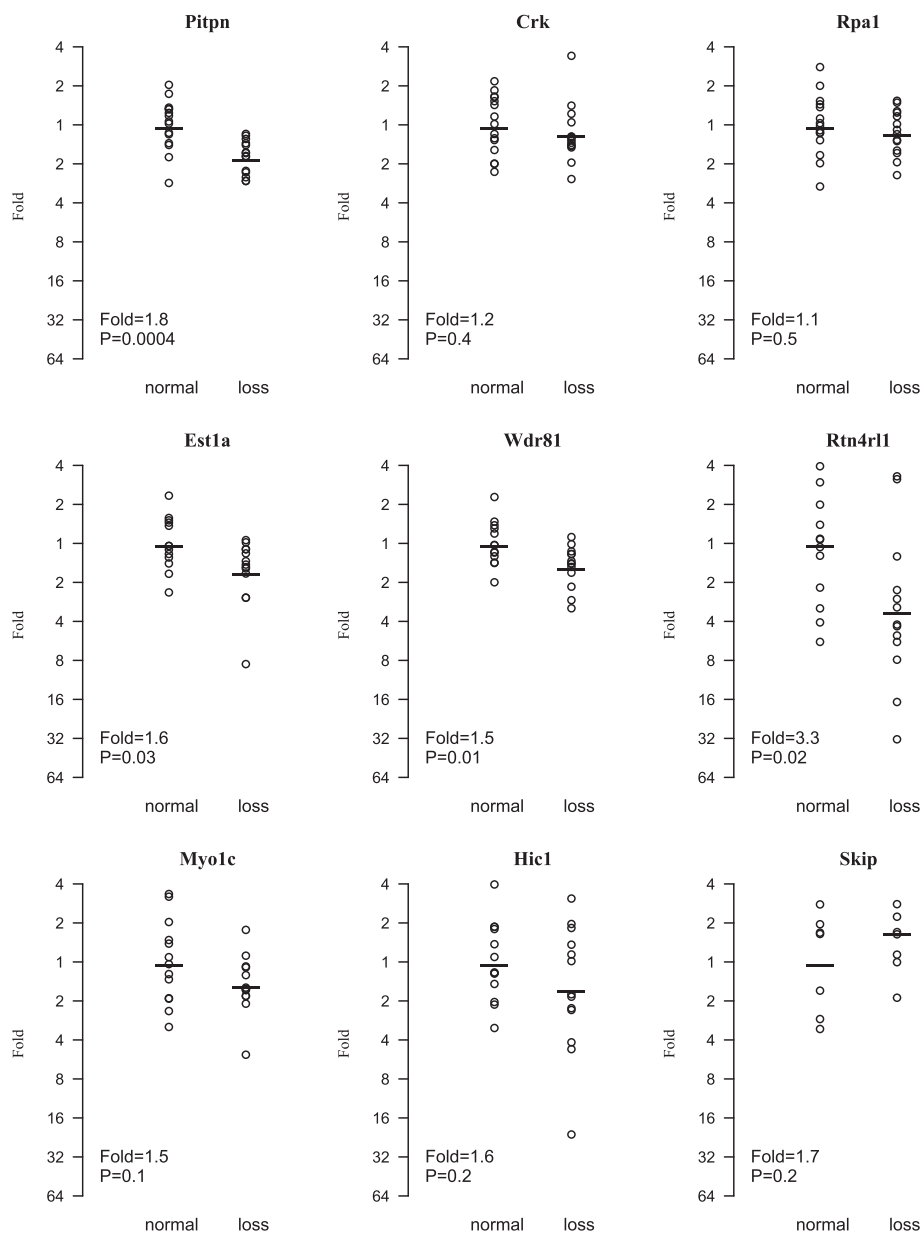 Pitpn
4
2
1
2
4
8
16
32
64
Fold
Fold=1.8
P=0.0004
normal loss
Crk
4
2
1
2
4
8
16
32
64
Fold
Fold=1.2
P=0.4
normal loss
Rpa1
4
2
1
2
4
8
16
32
64
Fold
Fold=1.1
P=0.5
normal loss
Est1a
4
2
1
2
4
8
16
32
64
Fold
Fold=1.6
P=0.03
normal loss
Wdr81
4
2
1
2
4
8
16
32
64
Fold
Fold=1.5
P=0.01
normal loss
Rtn4rl1
4
2
1
2
4
8
16
32
64
Fold
Fold=3.3
P=0.02
normal loss
Myo1c
4
2
1
2
4
8
16
32
64
Fold
Fold=1.5
P=0.1
normal loss
Hic1
4
2
1
2
4
8
16
32
64
Fold
Fold=1.6
P=0.2
normal loss
Skip
4
2
1
2
4
8
16
32
64
Fold
Fold=1.7
P=0.2
normal loss